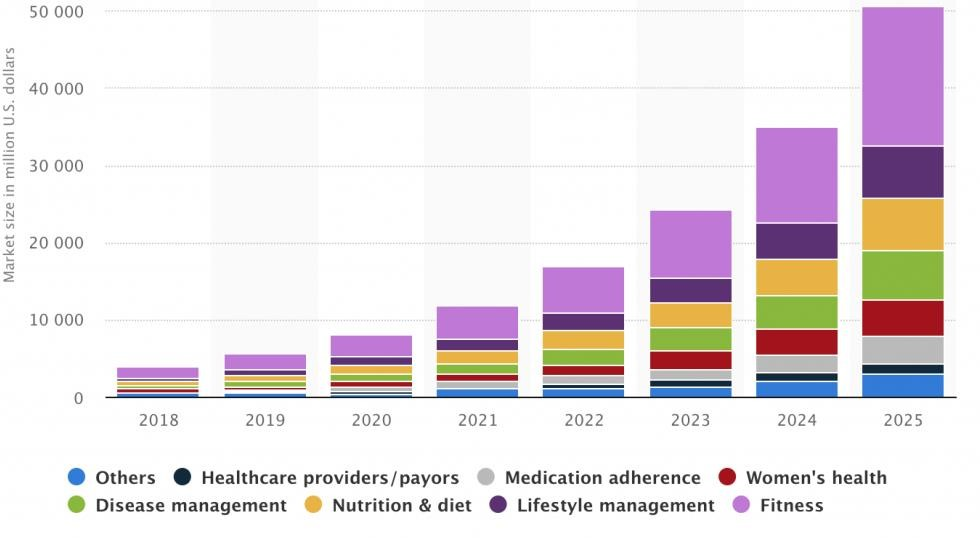 50 000
40 000
30 000
20 000
10 000
0
Market size in million U.S. dollars
2018 2019 2020 2021 2022 2023 2024 2025
Others Healthcare providers/payors Medication adherence Women's health
Disease management Nutrition & diet Lifestyle management Fitness